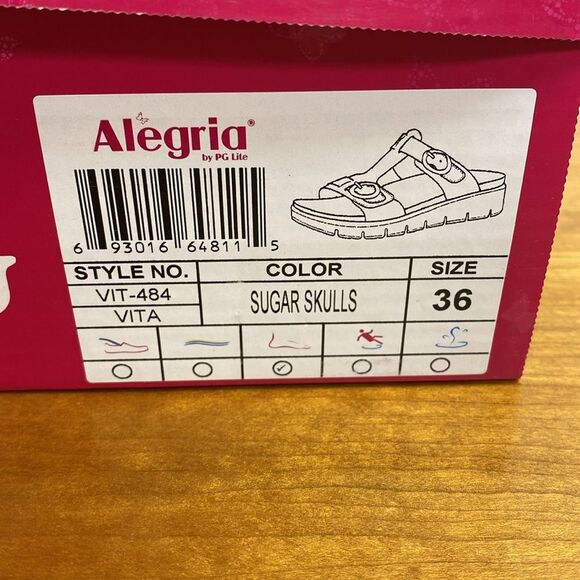 Alegria®
by PG Lite
6 93016 64811 5
STYLE NO. COLOR SIZE
VIT-484
VITA
SUGAR SKULLS
36